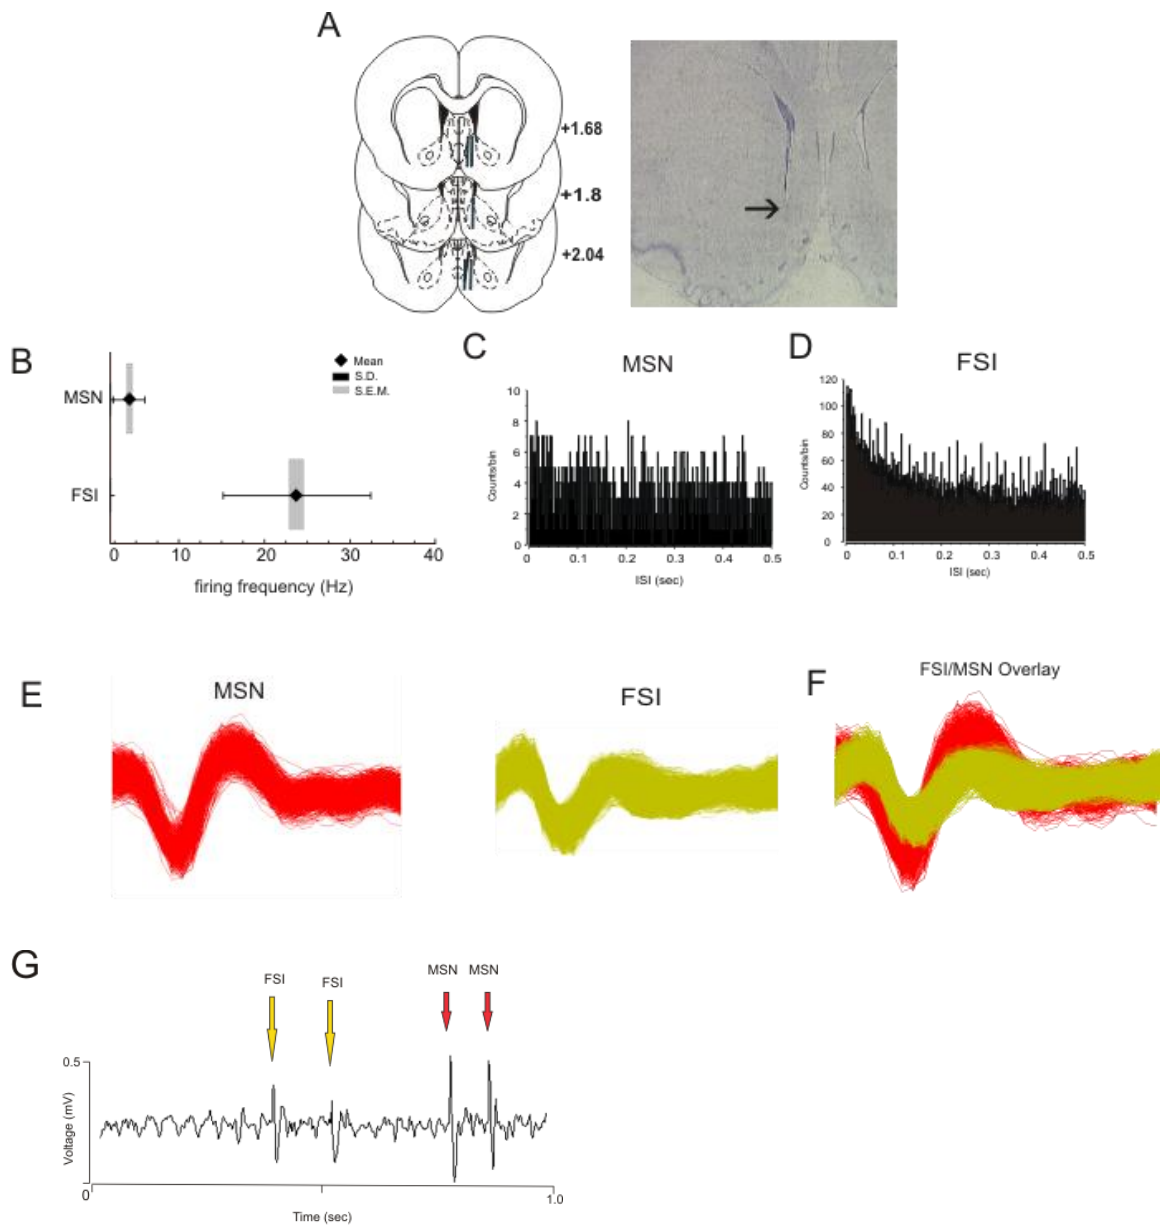 A
+1.68
+1.8
+2.04
B
MSN
FSI
Mean
S.D.
S.E.M.
0 10 20 30 40
firing frequency (Hz)
C
MSN
10
8
6
4
2
0
Counts/bin
0 0.1 0.2 0.3 0.4 0.5
ISI (sec)
D
FSI
120
100
80
60
40
20
0
Counts/bin
0 0.1 0.2 0.3 0.4 0.5
ISI (sec)
E
MSN
FSI
F
FSI/MSN Overlay
G
FSI FSI MSN MSN
0.5
Voltage (mV)
0 1.0
Time (sec)